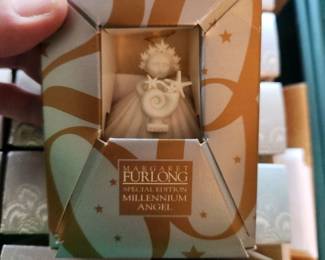 MARGARET
FURLONG
SPECIAL EDITION
MILLENNIUM
ANGEL